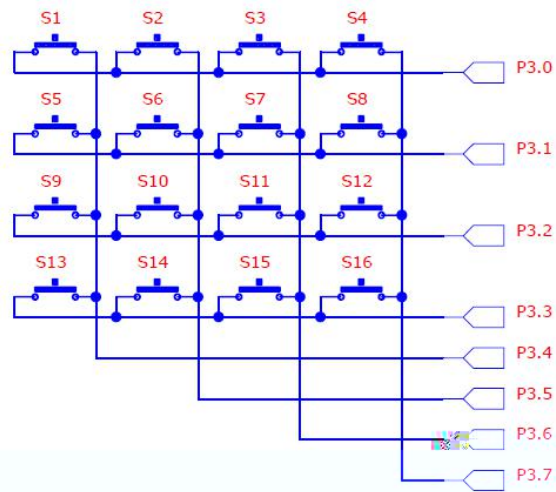 S1 S2 S3 S4
P3.0
S5 S6 S7 S8
P3.1
S9 S10 S11 S12
P3.2
S13 S14 S15 S16
P3.3
P3.4
P3.5
P3.6
P3.7